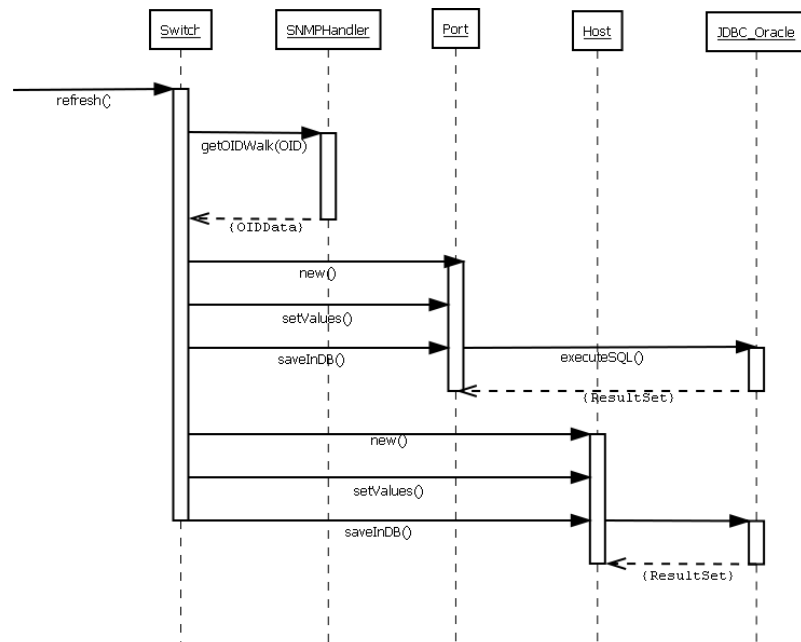 Switch SNMPHandler Port Host JDBC_Oracle
refresh()
getOIDWalk(OID)
{OIDData}
new()
setValues()
saveInDB() executeSQL()
{ResultSet}
new()
setValues()
saveInDB()
{ResultSet}